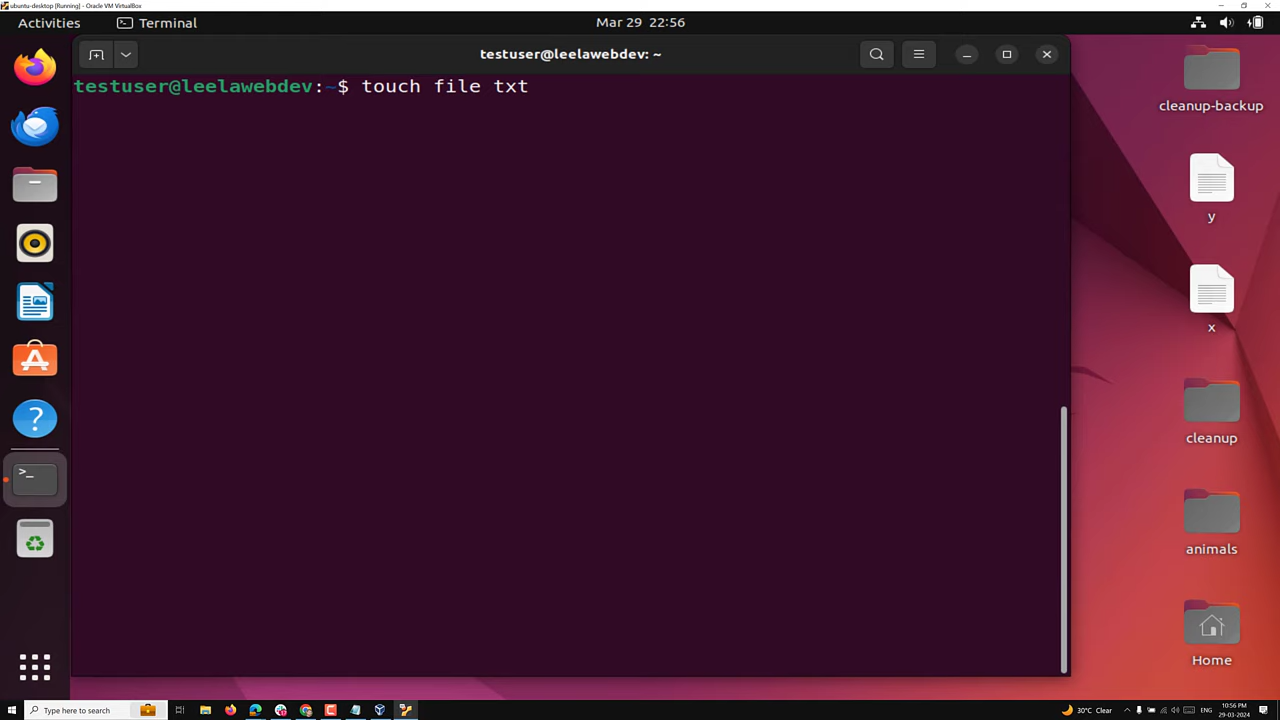 ubuntu-desktop [Running] - Oracle VM VirtualBox
Activities
Terminal
Mar 29 22:56
testuser@leelawebdev: ~
testuser@leelawebdev:~$ touch file txt
cleanup-backup
y
x
cleanup
animals
Home
Type here to search
30°C Clear
ENG
10:56 PM
29-03-2024